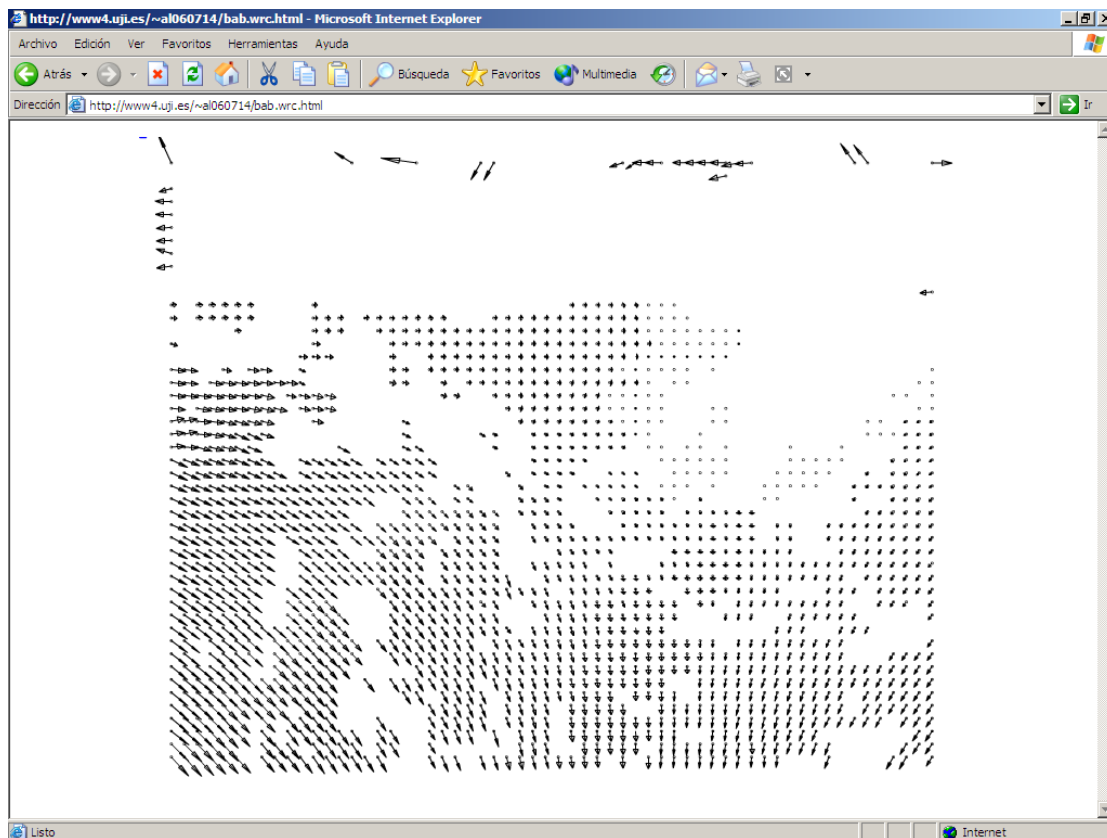 http://www4.uji.es/~al060714/bab.wrc.html - Microsoft Internet Explorer
Archivo Edición Ver Favoritos Herramientas Ayuda
Atrás Búsqueda Favoritos Multimedia
Dirección http://www4.uji.es/~al060714/bab.wrc.html Ir
Listo Internet